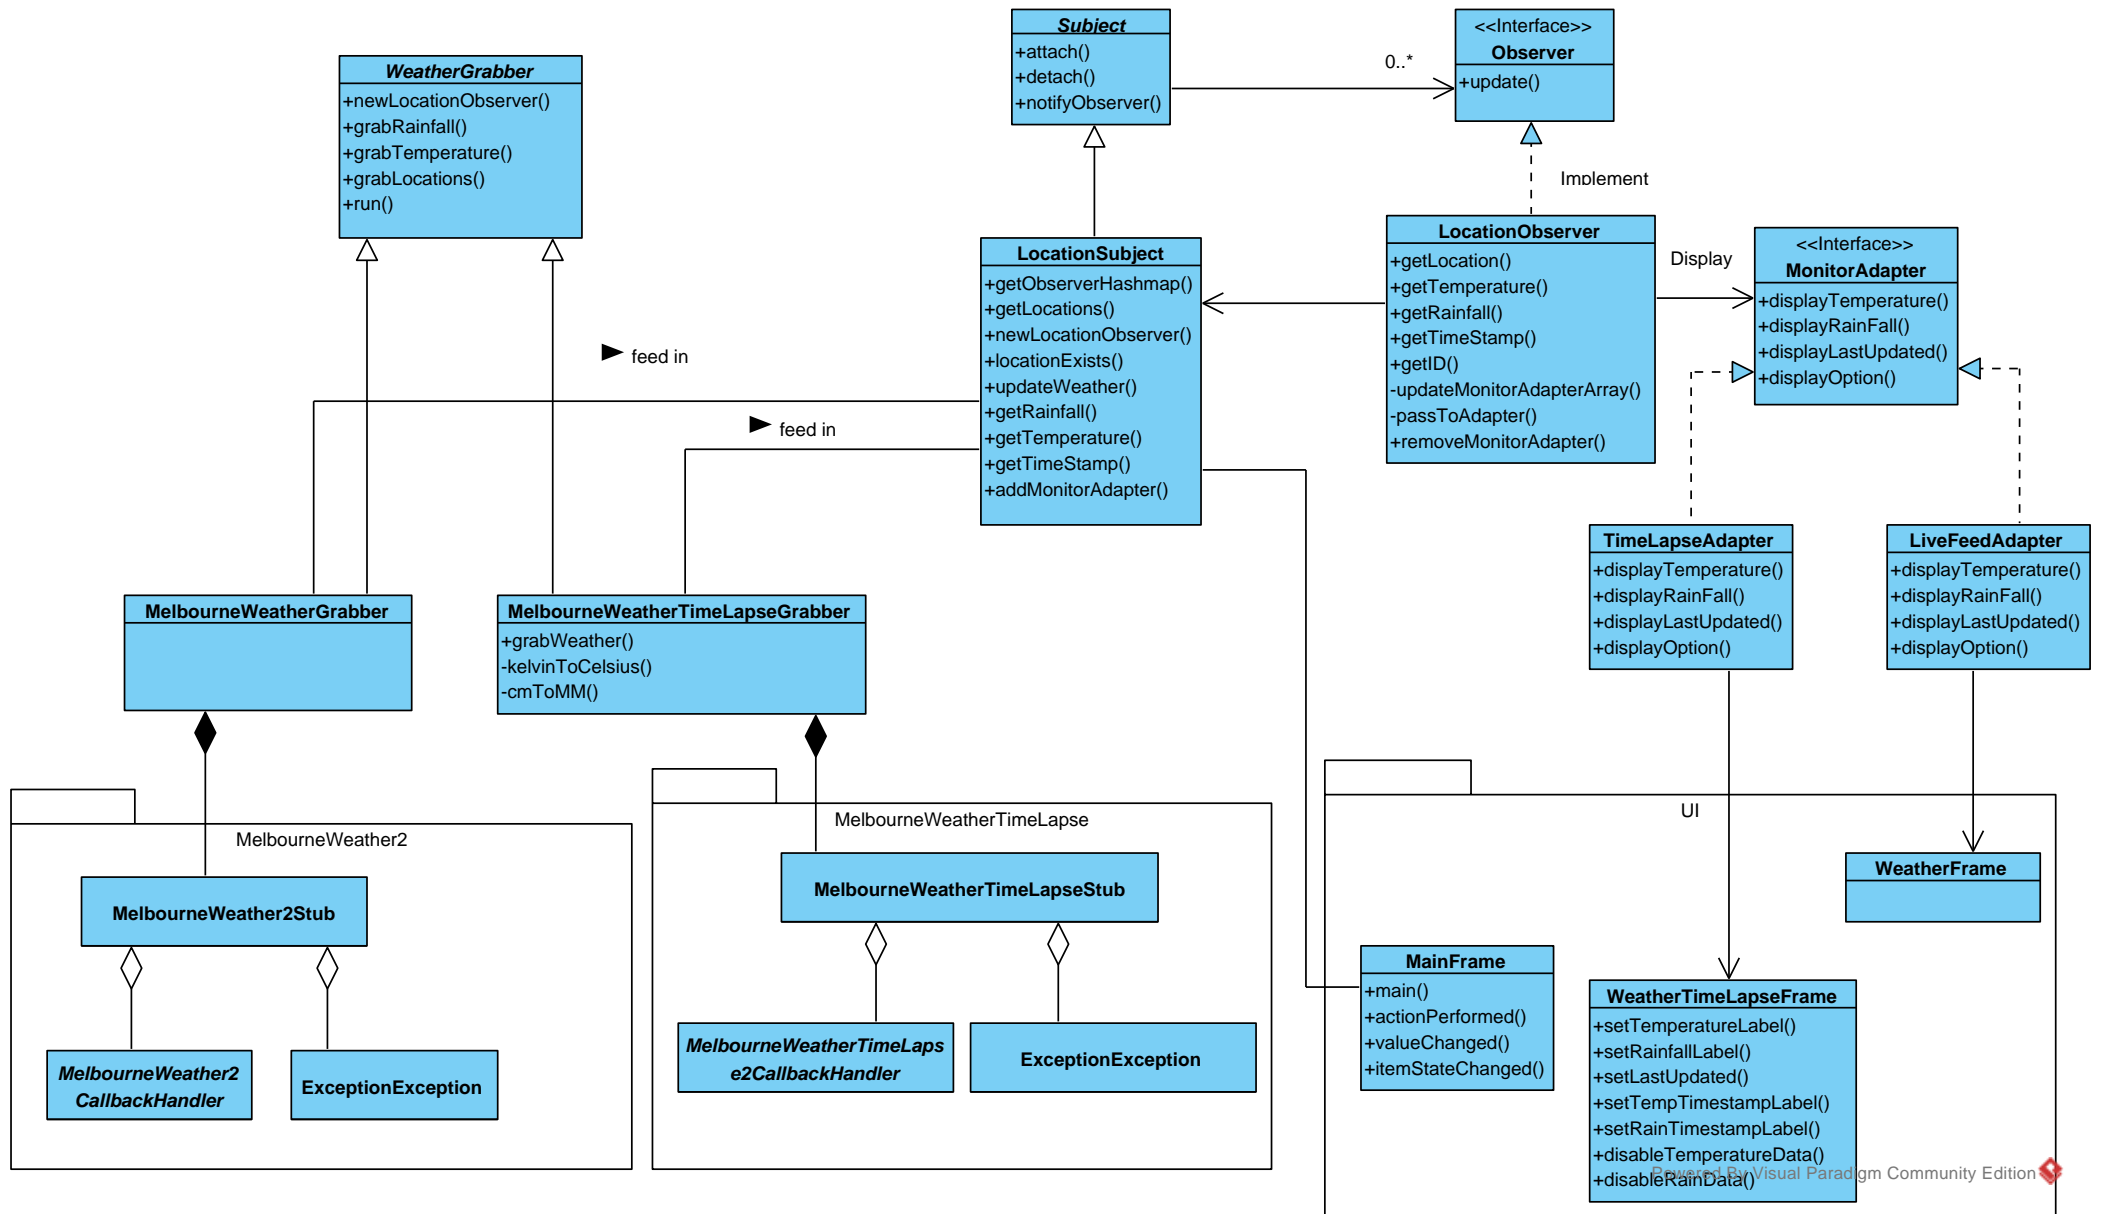 WeatherGrabber
+newLocationObserver()
+grabRainfall()
+grabTemperature()
+grabLocations()
+run()
Subject
+attach()
+detach()
+notifyObserver()
0..*
<<Interface>>
Observer
+update()
Implement
LocationSubject
+getObserverHashmap()
+getLocations()
+newLocationObserver()
+locationExists()
+updateWeather()
+getRainfall()
+getTemperature()
+getTimeStamp()
+addMonitorAdapter()
LocationObserver
+getLocation()
+getTemperature()
+getRainfall()
+getTimeStamp()
+getID()
-updateMonitorAdapterArray()
-passToAdapter()
+removeMonitorAdapter()
Display
<<Interface>>
MonitorAdapter
+displayTemperature()
+displayRainFall()
+displayLastUpdated()
+displayOption()
feed in
feed in
MelbourneWeatherGrabber
MelbourneWeatherTimeLapseGrabber
+grabWeather()
-kelvinToCelsius()
-cmToMM()
TimeLapseAdapter
+displayTemperature()
+displayRainFall()
+displayLastUpdated()
+displayOption()
LiveFeedAdapter
+displayTemperature()
+displayRainFall()
+displayLastUpdated()
+displayOption()
MelbourneWeather2
MelbourneWeather2Stub
MelbourneWeather2
CallbackHandler
ExceptionException
MelbourneWeatherTimeLapse
MelbourneWeatherTimeLapseStub
MelbourneWeatherTimeLaps
e2CallbackHandler
ExceptionException
UI
WeatherFrame
MainFrame
+main()
+actionPerformed()
+valueChanged()
+itemStateChanged()
WeatherTimeLapseFrame
+setTemperatureLabel()
+setRainfallLabel()
+setLastUpdated()
+setTempTimestampLabel()
+setRainTimestampLabel()
+disableTemperatureData()
+disableRainData()
Powered By Visual Paradigm Community Edition